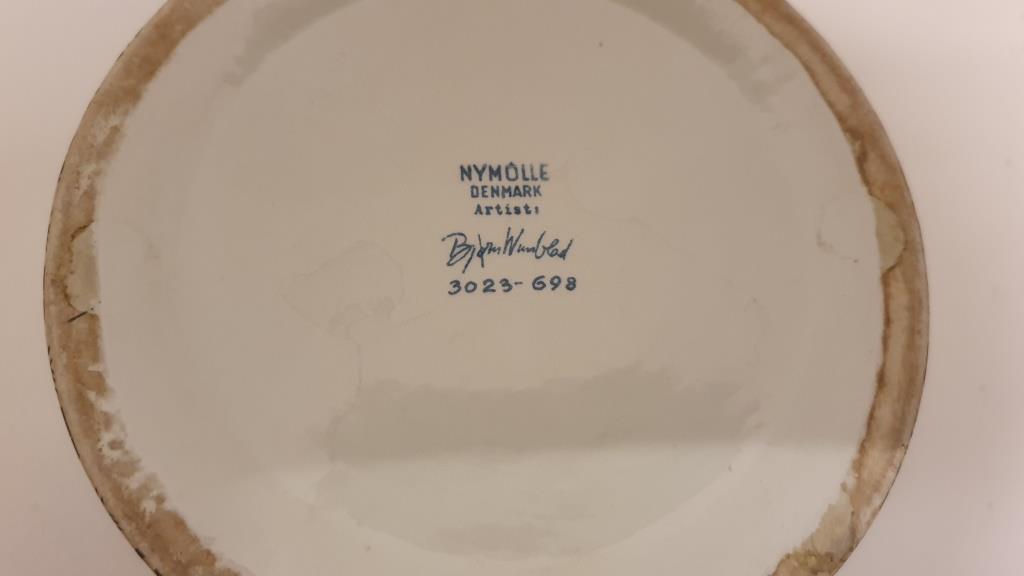 NYMÖLLE
DENMARK
Artist:
Bjørn Wiinblad
3023-698